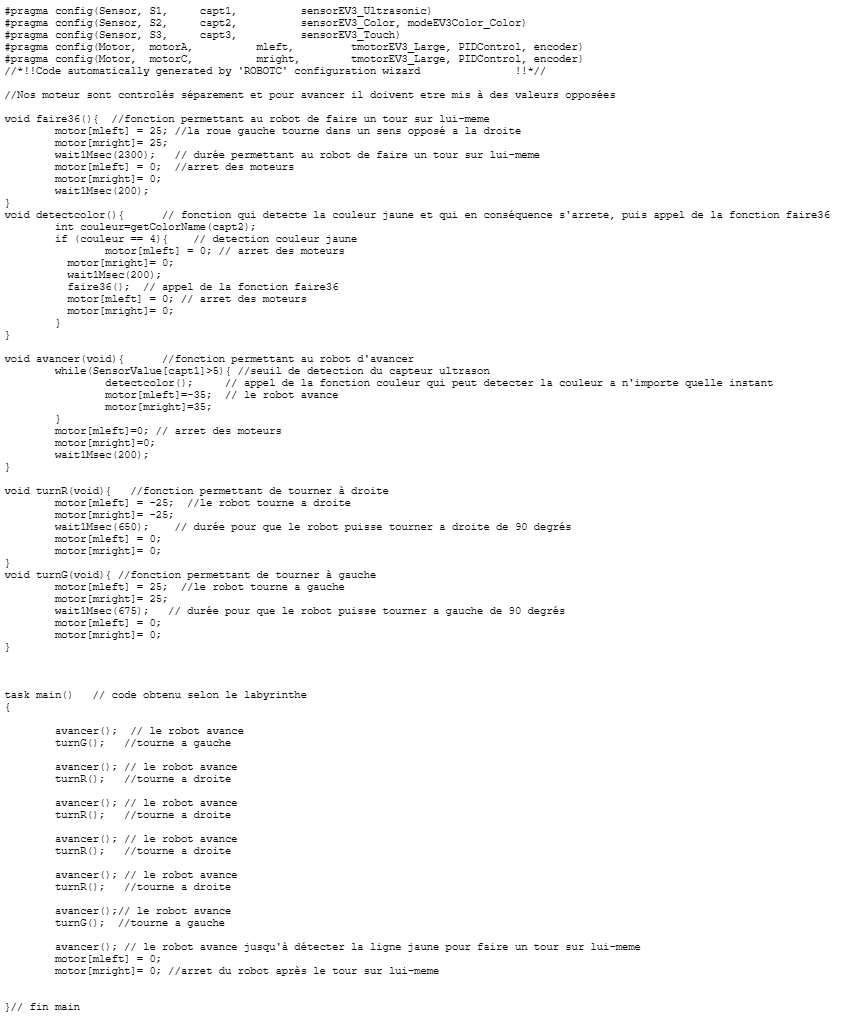 #pragma config(Sensor, S1,     capt1,          sensorEV3_Ultrasonic)
#pragma config(Sensor, S2,     capt2,          sensorEV3_Color, modeEV3Color_Color)
#pragma config(Sensor, S3,     capt3,          sensorEV3_Touch)
#pragma config(Motor,  motorA,          mleft,         tmotorEV3_Large, PIDControl, encoder)
#pragma config(Motor,  motorC,          mright,        tmotorEV3_Large, PIDControl, encoder)
//*!!Code automatically generated by 'ROBOTC' configuration wizard               !!*//

//Nos moteur sont controlés séparement et pour avancer il doivent etre mis à des valeurs opposées

void faire36(){  //fonction permettant au robot de faire un tour sur lui-meme
        motor[mleft] = 25; //la roue gauche tourne dans un sens opposé a la droite
        motor[mright]= 25;
        wait1Msec(2300);   // durée permettant au robot de faire un tour sur lui-meme
        motor[mleft] = 0;  //arret des moteurs
        motor[mright]= 0;
        wait1Msec(200);
}
void detectcolor(){      // fonction qui detecte la couleur jaune et qui en conséquence s'arrete, puis appel de la fonction faire36
        int couleur=getColorName(capt2);
        if (couleur == 4){    // detection couleur jaune
                motor[mleft] = 0; // arret des moteurs
          motor[mright]= 0;
          wait1Msec(200);
          faire36();  // appel de la fonction faire36
          motor[mleft] = 0; // arret des moteurs
          motor[mright]= 0;
        }
}

void avancer(void){      //fonction permettant au robot d'avancer
        while(SensorValue[capt1]>5){ //seuil de detection du capteur ultrason
                detectcolor();     // appel de la fonction couleur qui peut detecter la couleur a n'importe quelle instant
                motor[mleft]=-35;  // le robot avance
                motor[mright]=35;
        }
        motor[mleft]=0; // arret des moteurs
        motor[mright]=0;
        wait1Msec(200);
}

void turnR(void){   //fonction permettant de tourner à droite
        motor[mleft] = -25;  //le robot tourne a droite
        motor[mright]= -25;
        wait1Msec(650);    // durée pour que le robot puisse tourner a droite de 90 degrés
        motor[mleft] = 0;
        motor[mright]= 0;
}
void turnG(void){ //fonction permettant de tourner à gauche
        motor[mleft] = 25;  //le robot tourne a gauche
        motor[mright]= 25;
        wait1Msec(675);   // durée pour que le robot puisse tourner a gauche de 90 degrés
        motor[mleft] = 0;
        motor[mright]= 0;
}

task main()   // code obtenu selon le labyrinthe
{

        avancer();  // le robot avance
        turnG();   //tourne a gauche

        avancer(); // le robot avance
        turnR();   //tourne a droite

        avancer(); // le robot avance
        turnR();   //tourne a droite

        avancer(); // le robot avance
        turnR();   //tourne a droite

        avancer(); // le robot avance
        turnR();   //tourne a droite

        avancer();// le robot avance
        turnG();  //tourne a gauche

        avancer(); // le robot avance jusqu'à détecter la ligne jaune pour faire un tour sur lui-meme
        motor[mleft] = 0;
        motor[mright]= 0; //arret du robot après le tour sur lui-meme

}// fin main